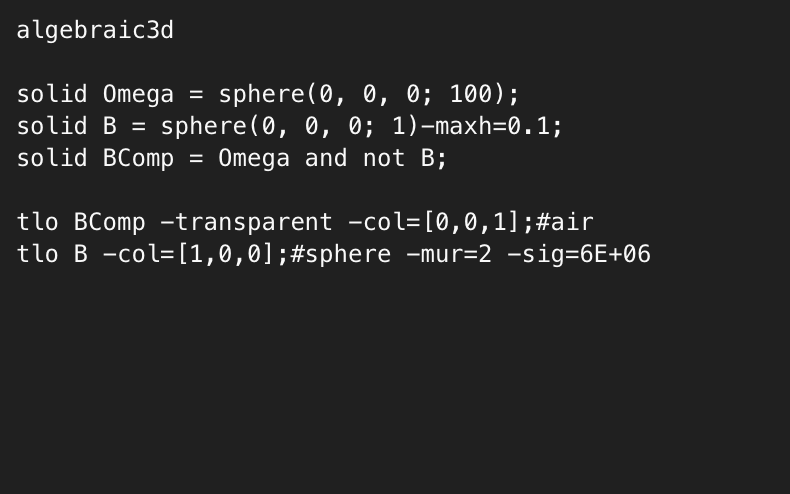 algebraic3d
solid Omega = sphere(0, 0, 0; 100);
solid B = sphere(0, 0, 0; 1)-maxh=0.1;
solid BComp = Omega and not B;
tlo BComp -transparent -col=[0,0,1];#air
tlo B -col=[1,0,0];#sphere -mur=2 -sig=6E+06